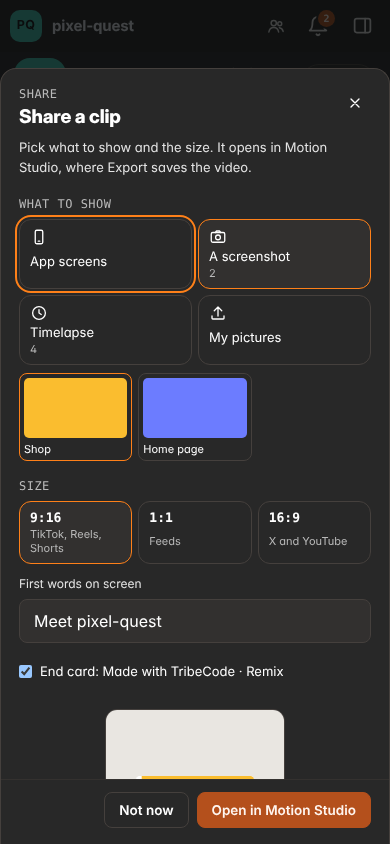 PQ
pixel-quest
2
SHARE
Share a clip
Pick what to show and the size. It opens in Motion
Studio, where Export saves the video.
WHAT TO SHOW
App screens
A screenshot
2
Timelapse
4
My pictures
Shop
Home page
SIZE
9:16
TikTok, Reels,
Shorts
1:1
Feeds
16:9
X and YouTube
First words on screen
Meet pixel-quest
End card: Made with TribeCode · Remix
Not now
Open in Motion Studio